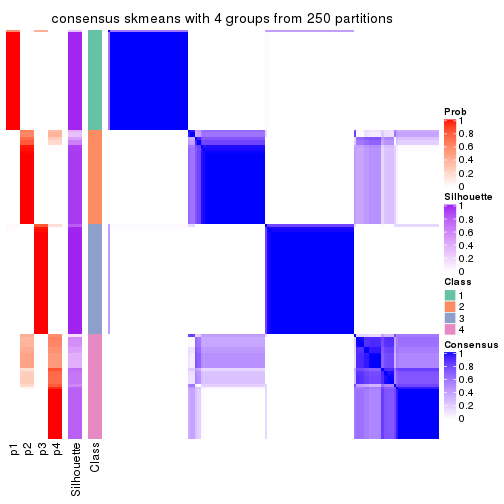 consensus skmeans with 4 groups from 250 partitions
Prob
1
0.8
0.6
0.4
0.2
0
Silhouette
1
0.8
0.6
0.4
0.2
0
Class
1
2
3
4
Consensus
1
0.8
0.6
0.4
0.2
0
p1
p2
p3
p4
Silhouette
Class